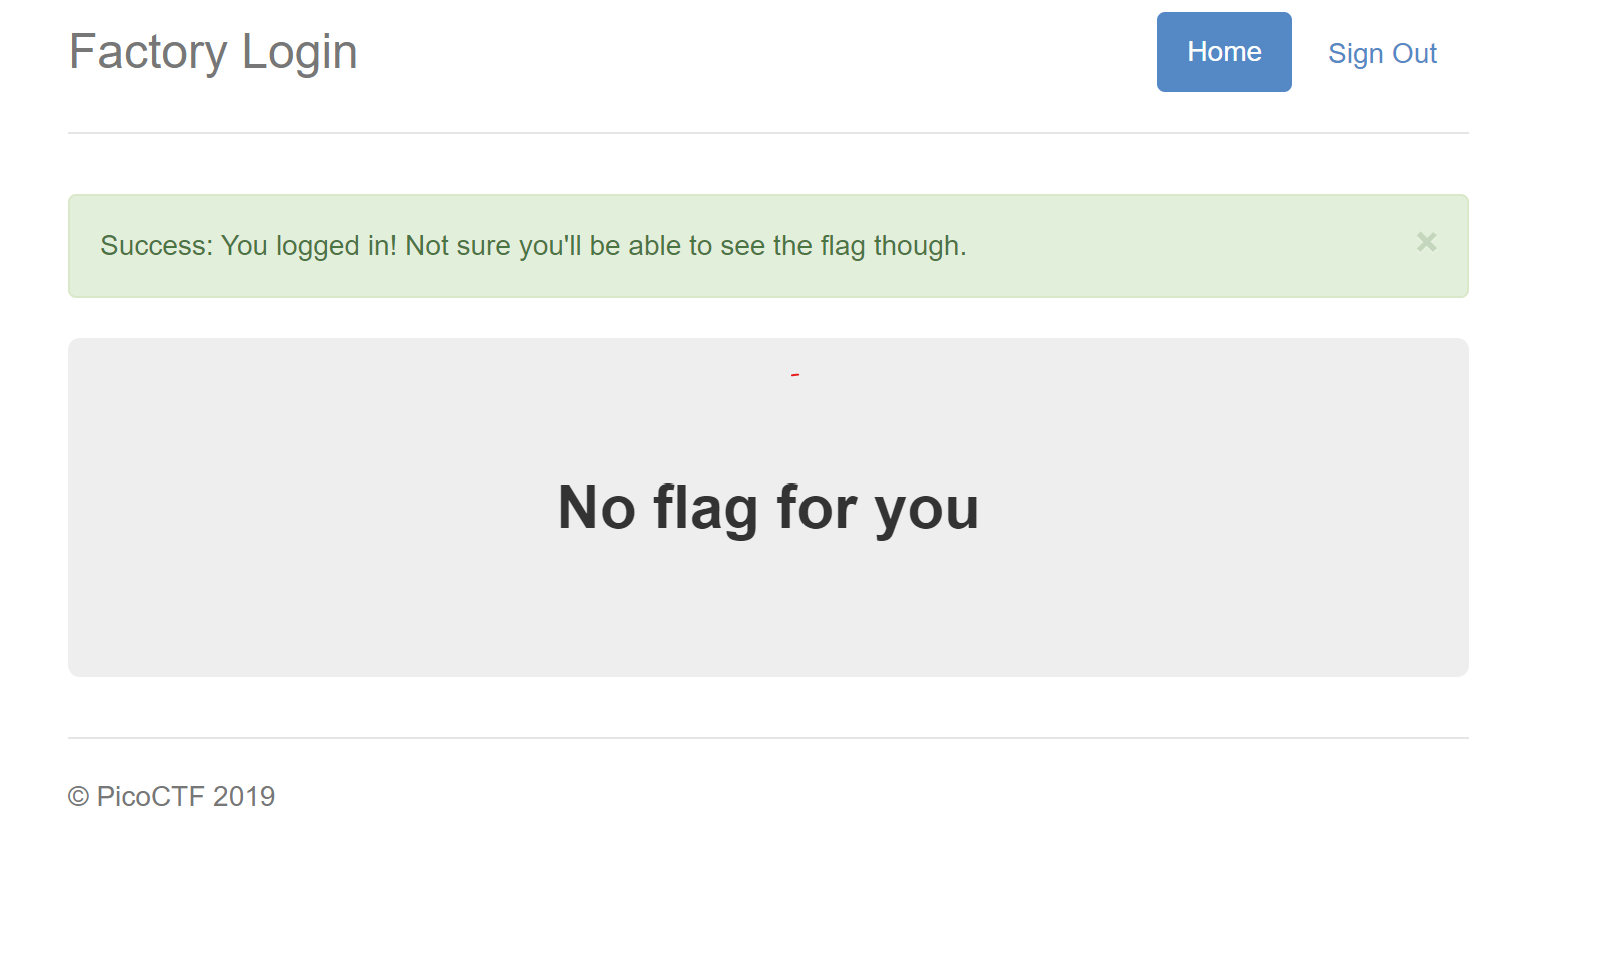 Factory Login
Home
Sign Out
Success: You logged in! Not sure you'll be able to see the flag though.
×
No flag for you
© PicoCTF 2019